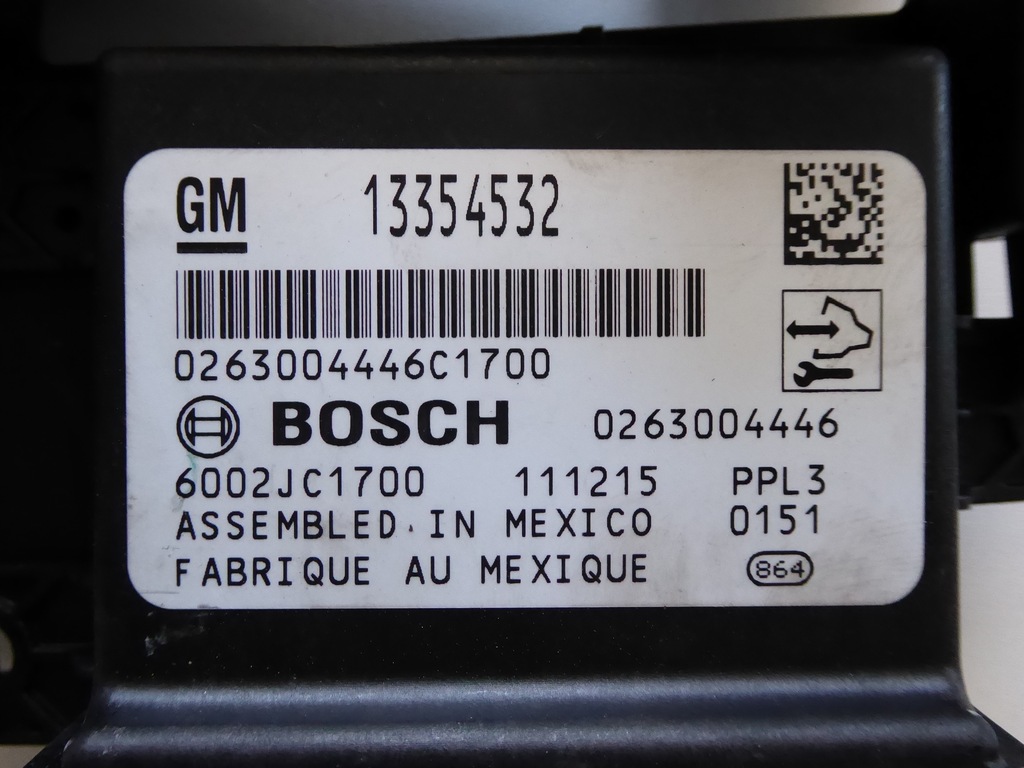 GM 13354532
0263004446C1700
BOSCH 0263004446
6002JC1700 111215 PPL3
ASSEMBLED IN MEXICO 0151
FABRIQUE AU MEXIQUE 864